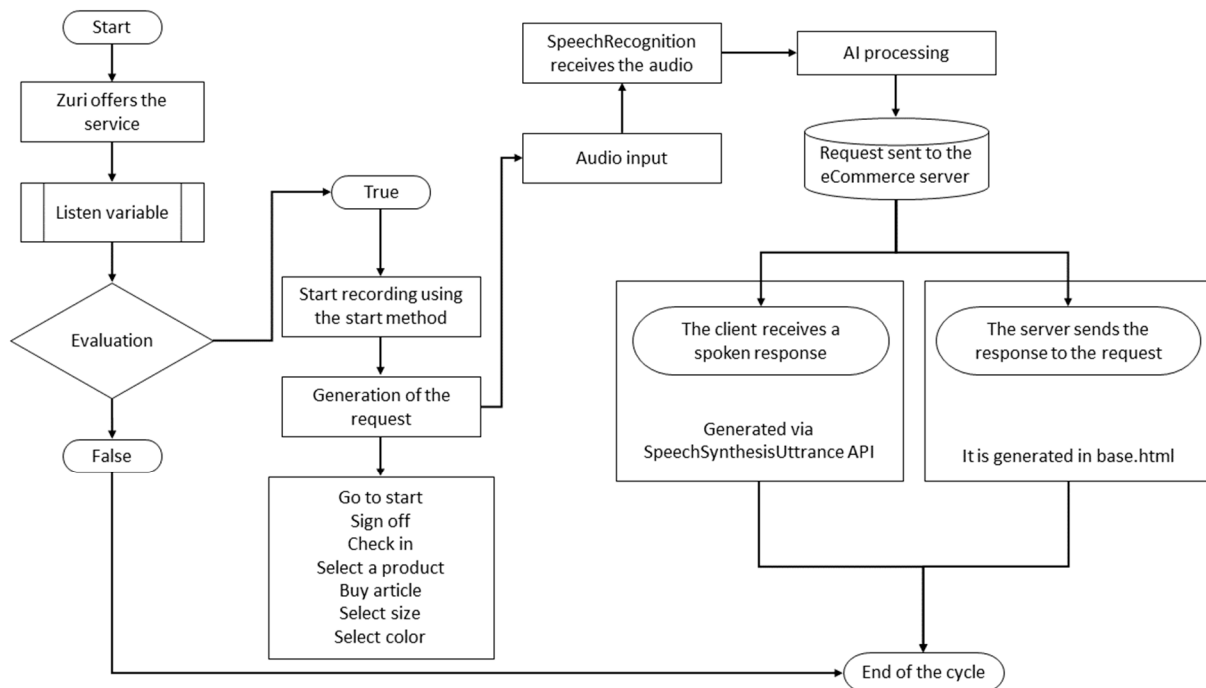 Start
Zuri offers the
service
Listen variable
Evaluation
False
True
Start recording using
the start method
Generation of the
request
Go to start
Sign off
Check in
Select a product
Buy article
Select size
Select color
Audio input
SpeechRecognition
receives the audio
AI processing
Request sent to the
eCommerce server
The client receives a
spoken response
Generated via
SpeechSynthesisUttrance API
The server sends the
response to the request
It is generated in base.html
End of the cycle